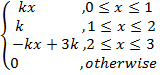 kx ,0 ≤ x ≤ 1
k ,1 ≤ x ≤ 2
−kx + 3k ,2 ≤ x ≤ 3
0 ,otherwise